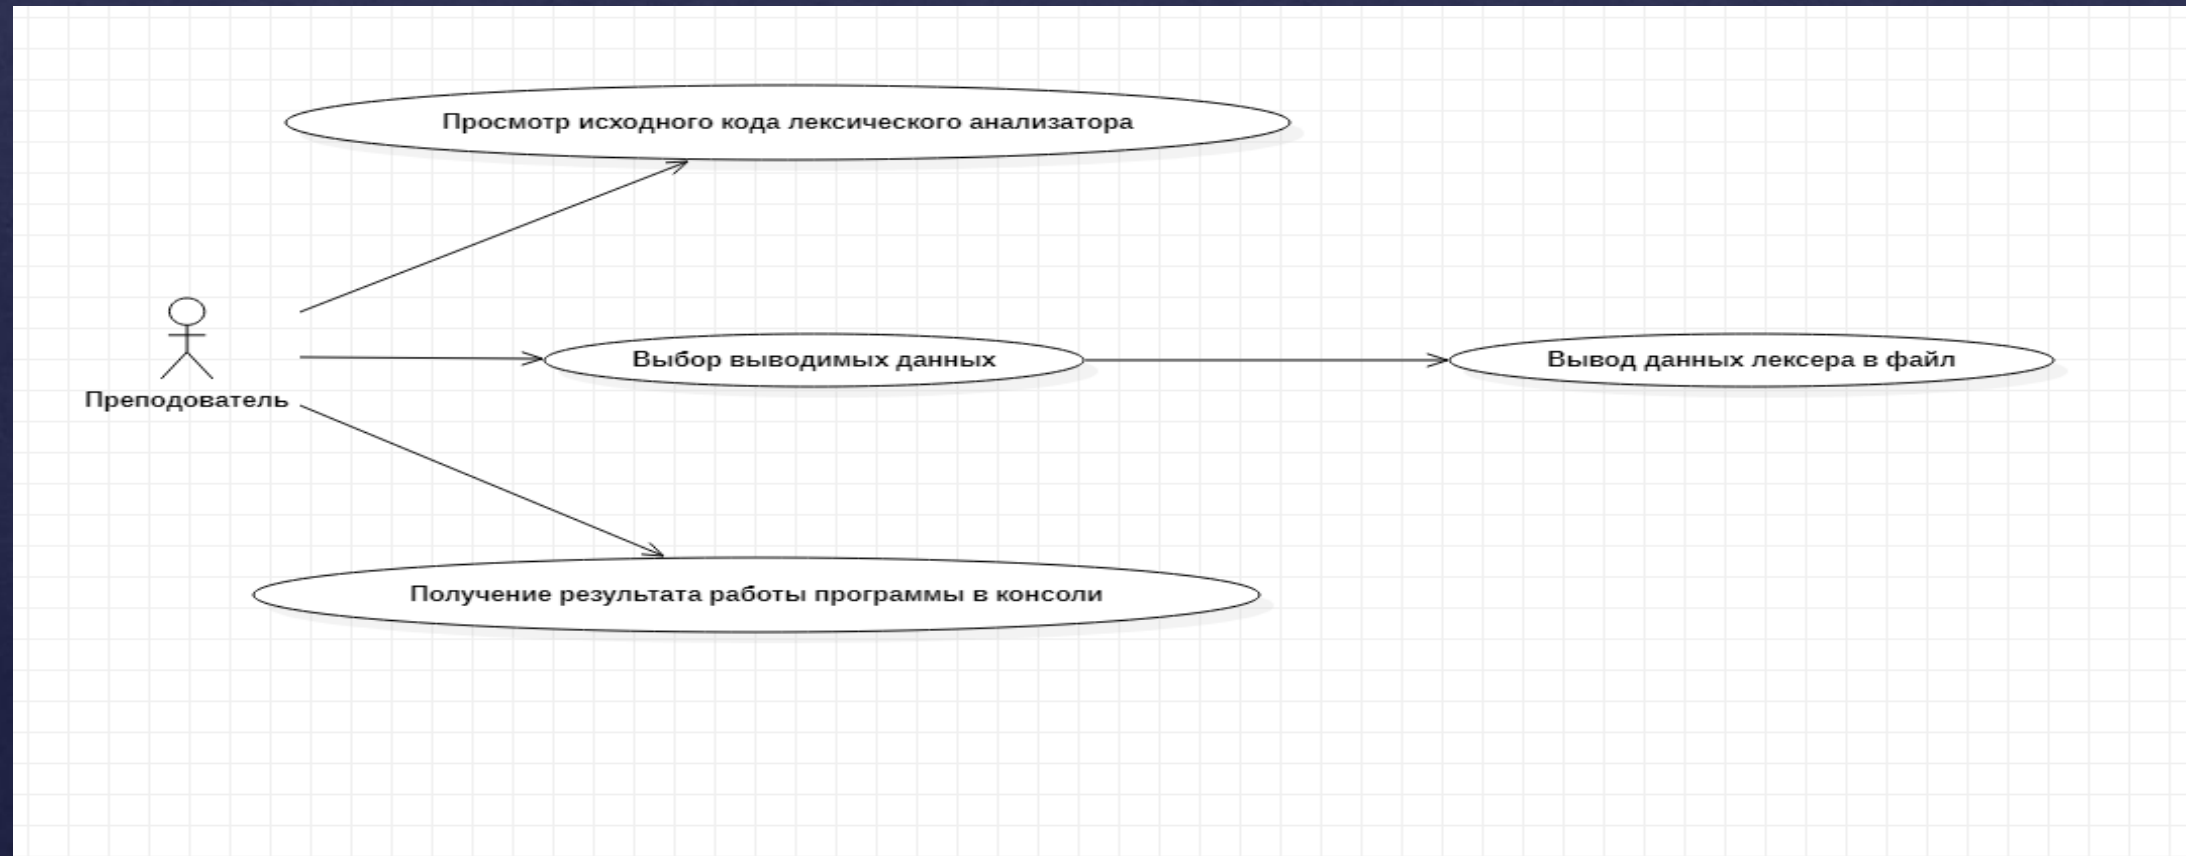 Просмотр исходного кода лексического анализатора
Преподователь
Выбор выводимых данных
Вывод данных лексера в файл
Получение результата работы программы в консоли